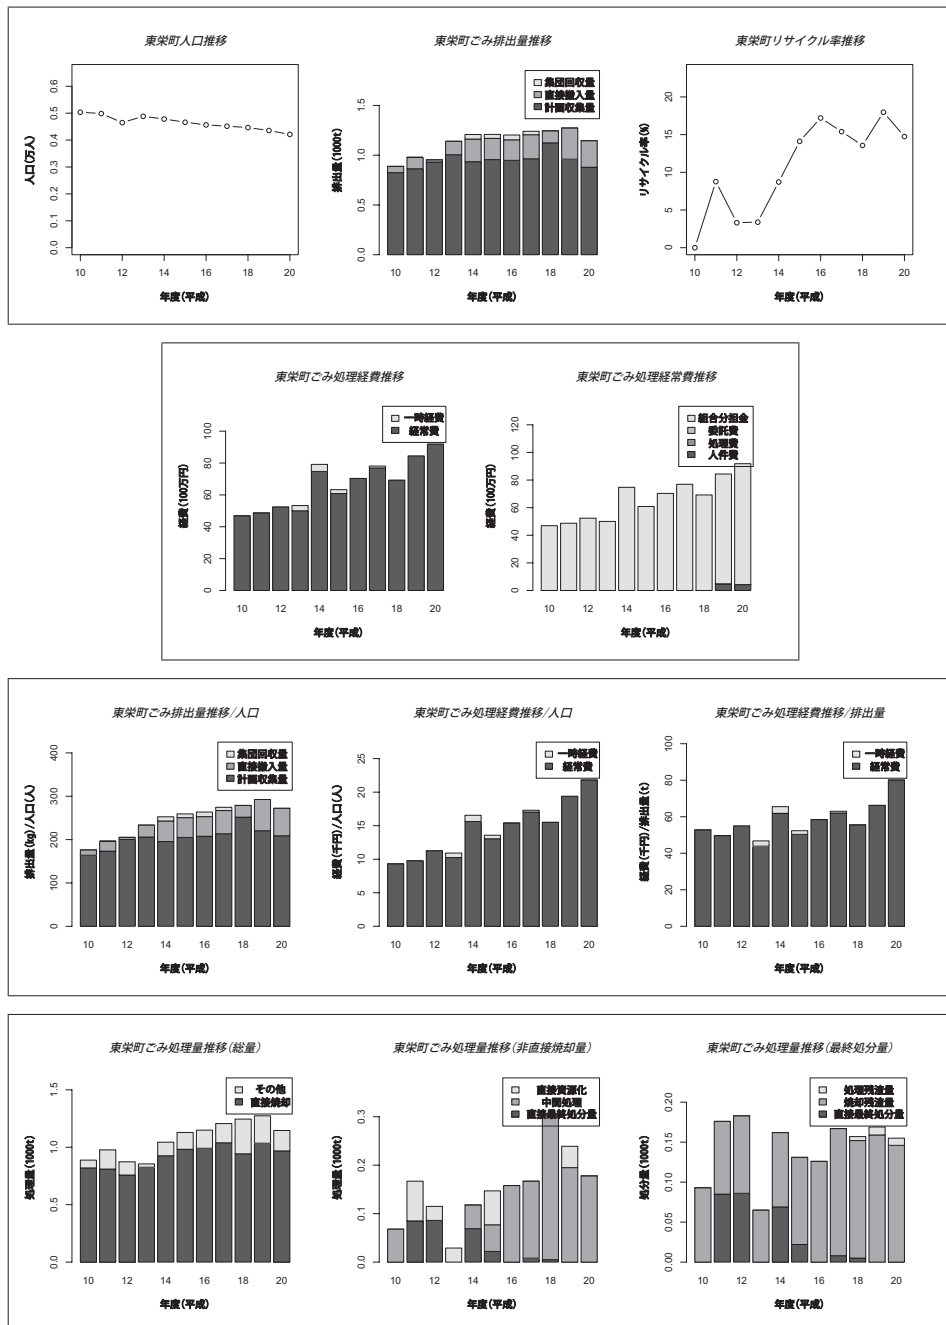 東栄町人口推移
人口(万人)
0.0 0.1 0.2 0.3 0.4 0.5 0.6
10 12 14 16 18 20
年度(平成)
東栄町ごみ排出量推移
集団回収量
直接搬入量
計画収集量
排出量(1000t)
0.0 0.5 1.0 1.5
10 12 14 16 18 20
年度(平成)
東栄町リサイクル率推移
リサイクル率(%)
0 5 10 15 20
10 12 14 16 18 20
年度(平成)
東栄町ごみ処理経費推移
一時経費
経常費
経費(100万円)
0 20 40 60 80 100
10 12 14 16 18 20
年度(平成)
東栄町ごみ処理経常費推移
組合分担金
委託費
処理費
人件費
経費(100万円)
0 20 40 60 80 100 120
10 12 14 16 18 20
年度(平成)
東栄町ごみ排出量推移/人口
集団回収量
直接搬入量
計画収集量
排出量(kg)/人口(人)
0 100 200 300 400
10 12 14 16 18 20
年度(平成)
東栄町ごみ処理経費推移/人口
一時経費
経常費
経費(千円)/人口(人)
0 5 10 15 20 25
10 12 14 16 18 20
年度(平成)
東栄町ごみ処理経費推移/排出量
一時経費
経常費
経費(千円)/排出量(t)
0 20 40 60 80 100
10 12 14 16 18 20
年度(平成)
東栄町ごみ処理量推移(総量)
その他
直接焼却
処理量(1000t)
0.0 0.5 1.0 1.5
10 12 14 16 18 20
年度(平成)
東栄町ごみ処理量推移(非直接焼却量)
直接資源化
中間処理
直接最終処分量
処理量(1000t)
0.0 0.1 0.2 0.3
10 12 14 16 18 20
年度(平成)
東栄町ごみ処理量推移(最終処分量)
処理残渣量
焼却残渣量
直接最終処分量
処分量(1000t)
0.00 0.05 0.10 0.15 0.20
10 12 14 16 18 20
年度(平成)